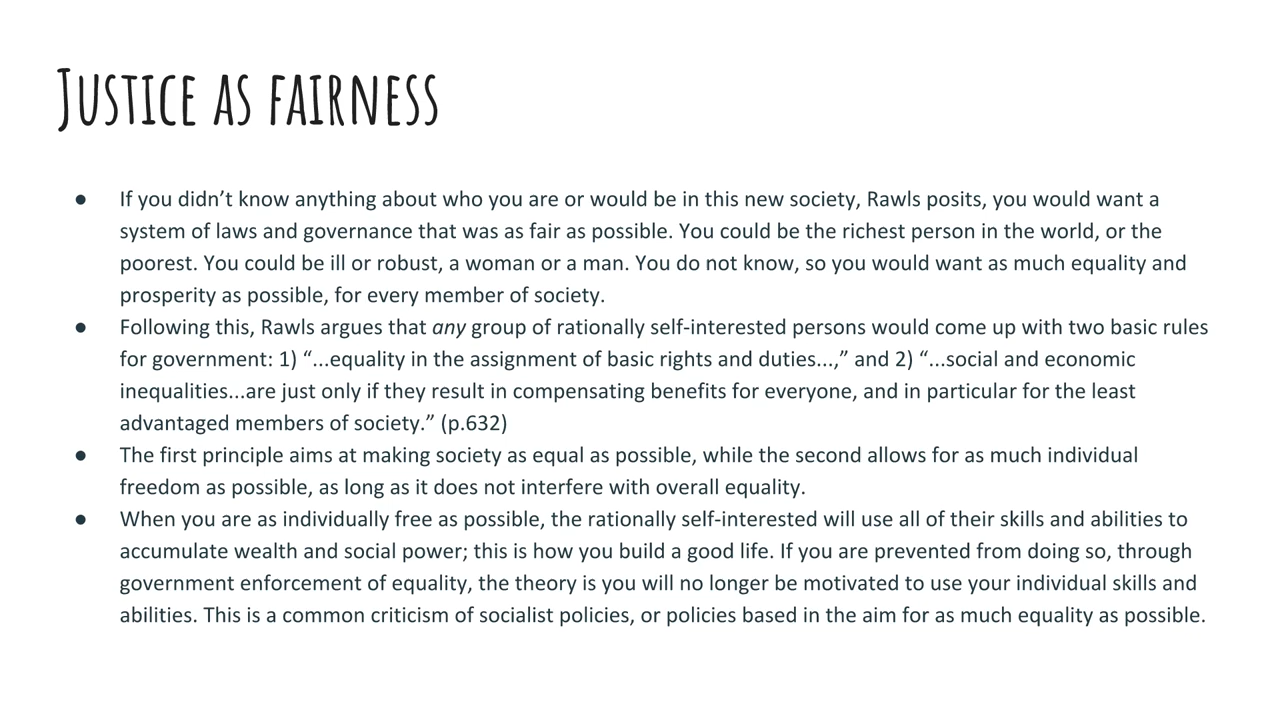 Justice as fairness
● If you didn’t know anything about who you are or would be in this new society, Rawls posits, you would want a
system of laws and governance that was as fair as possible. You could be the richest person in the world, or the
poorest. You could be ill or robust, a woman or a man. You do not know, so you would want as much equality and
prosperity as possible, for every member of society.
● Following this, Rawls argues that any group of rationally self-interested persons would come up with two basic rules
for government: 1) “...equality in the assignment of basic rights and duties...,” and 2) “...social and economic
inequalities...are just only if they result in compensating benefits for everyone, and in particular for the least
advantaged members of society.” (p.632)
● The first principle aims at making society as equal as possible, while the second allows for as much individual
freedom as possible, as long as it does not interfere with overall equality.
● When you are as individually free as possible, the rationally self-interested will use all of their skills and abilities to
accumulate wealth and social power; this is how you build a good life. If you are prevented from doing so, through
government enforcement of equality, the theory is you will no longer be motivated to use your individual skills and
abilities. This is a common criticism of socialist policies, or policies based in the aim for as much equality as possible.